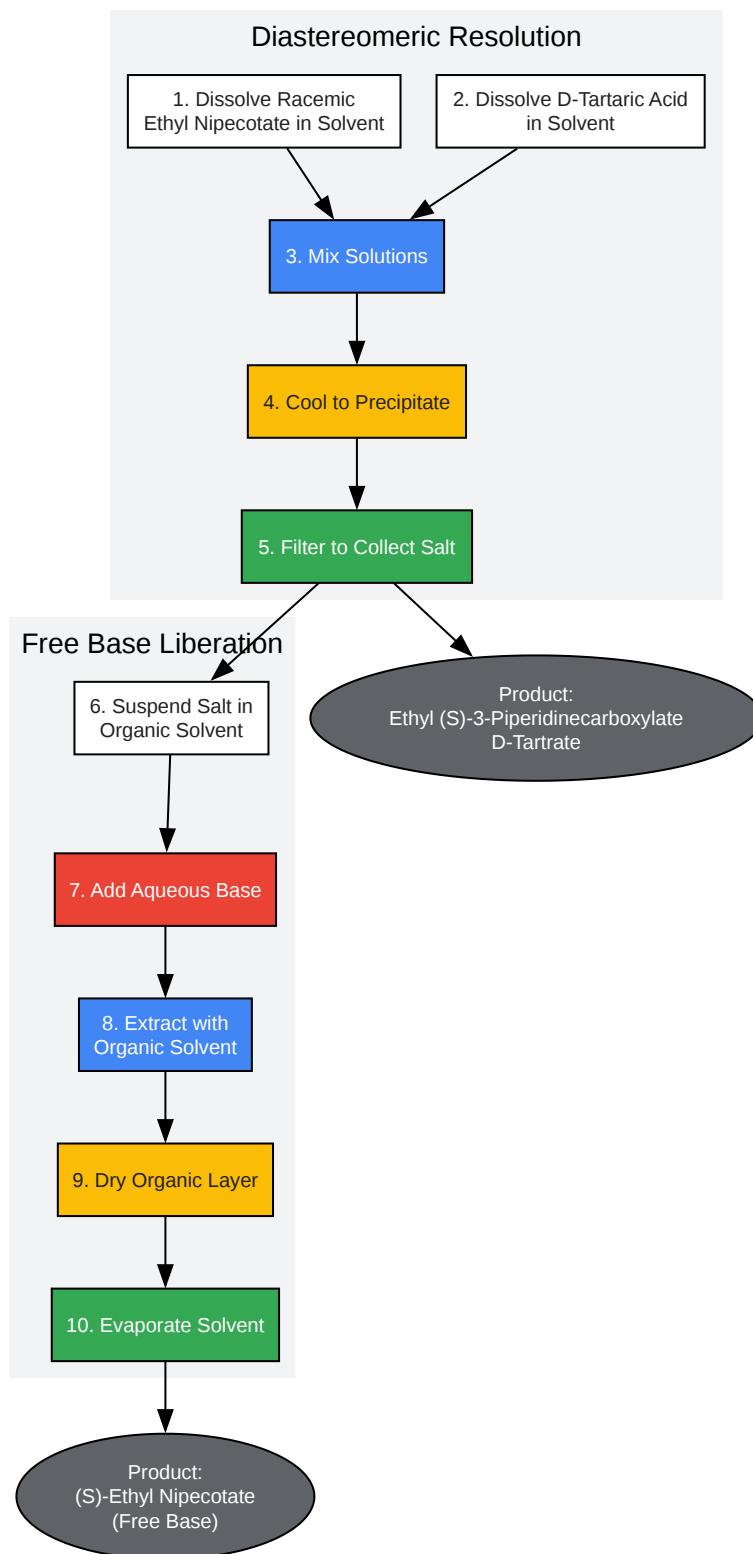 Diastereomeric Resolution
1. Dissolve Racemic
Ethyl Nipecotate in Solvent
2. Dissolve D-Tartaric Acid
in Solvent
3. Mix Solutions
4. Cool to Precipitate
5. Filter to Collect Salt
Free Base Liberation
6. Suspend Salt in
Organic Solvent
Product:
Ethyl (S)-3-Piperidinecarboxylate
D-Tartrate
7. Add Aqueous Base
8. Extract with
Organic Solvent
9. Dry Organic Layer
10. Evaporate Solvent
Product:
(S)-Ethyl Nipecotate
(Free Base)